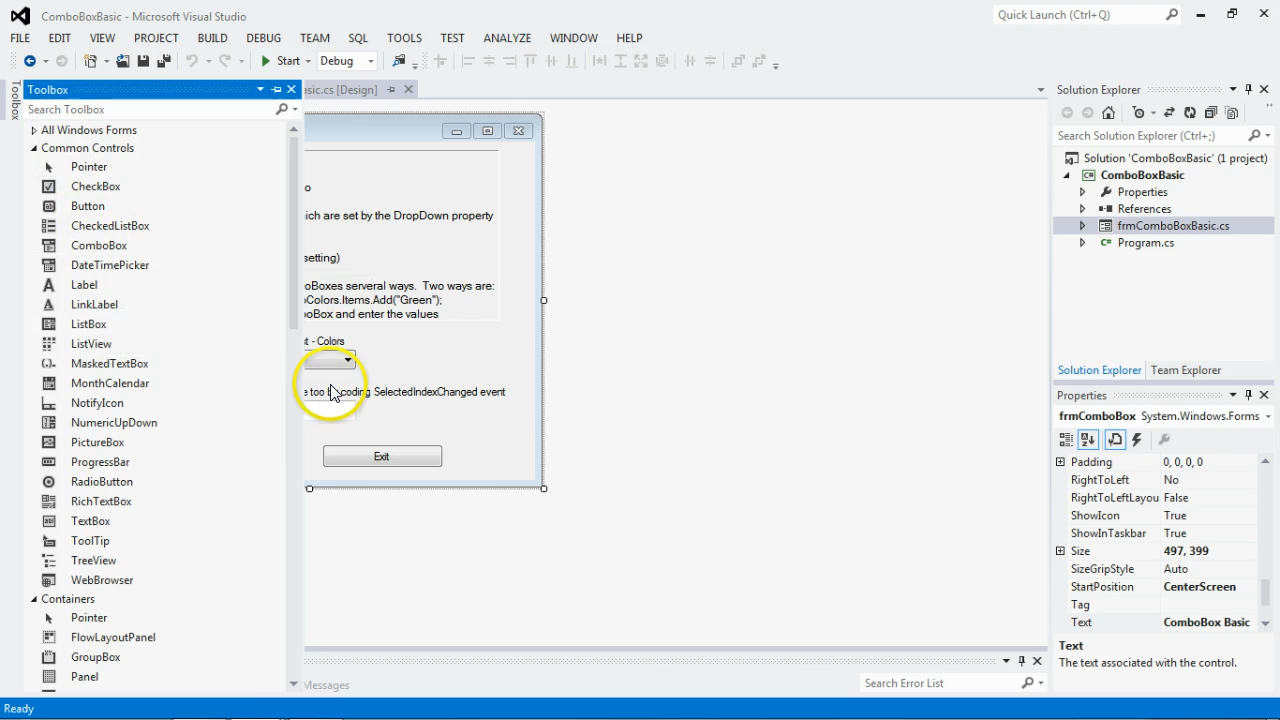 ComboBoxBasic - Microsoft Visual Studio
Quick Launch (Ctrl+Q)
FILE EDIT VIEW PROJECT BUILD DEBUG TEAM SQL TOOLS TEST ANALYZE WINDOW HELP
Start Debug
Toolbox
Toolbox
asic.cs [Design]
Search Toolbox
All Windows Forms
Common Controls
Pointer
CheckBox
Button
CheckedListBox
ComboBox
DateTimePicker
Label
LinkLabel
ListBox
ListView
MaskedTextBox
MonthCalendar
NotifyIcon
NumericUpDown
PictureBox
ProgressBar
RadioButton
RichTextBox
TextBox
ToolTip
TreeView
WebBrowser
Containers
Pointer
FlowLayoutPanel
GroupBox
Panel
o
ich are set by the DropDown property
setting)
oBoxes serveral ways. Two ways are:
oColors.Items.Add("Green");
boBox and enter the values
t - Colors
e too coding SelectedIndexChanged event
Exit
Messages
Search Error List
Solution Explorer
Search Solution Explorer (Ctrl+;)
Solution 'ComboBoxBasic' (1 project)
ComboBoxBasic
Properties
References
frmComboBoxBasic.cs
Program.cs
Solution Explorer Team Explorer
Properties
frmComboBox System.Windows.Forms
Padding 0, 0, 0, 0
RightToLeft No
RightToLeftLayou False
ShowIcon True
ShowInTaskbar True
Size 497, 399
SizeGripStyle Auto
StartPosition CenterScreen
Tag
Text ComboBox Basic
Text
The text associated with the control.
Ready